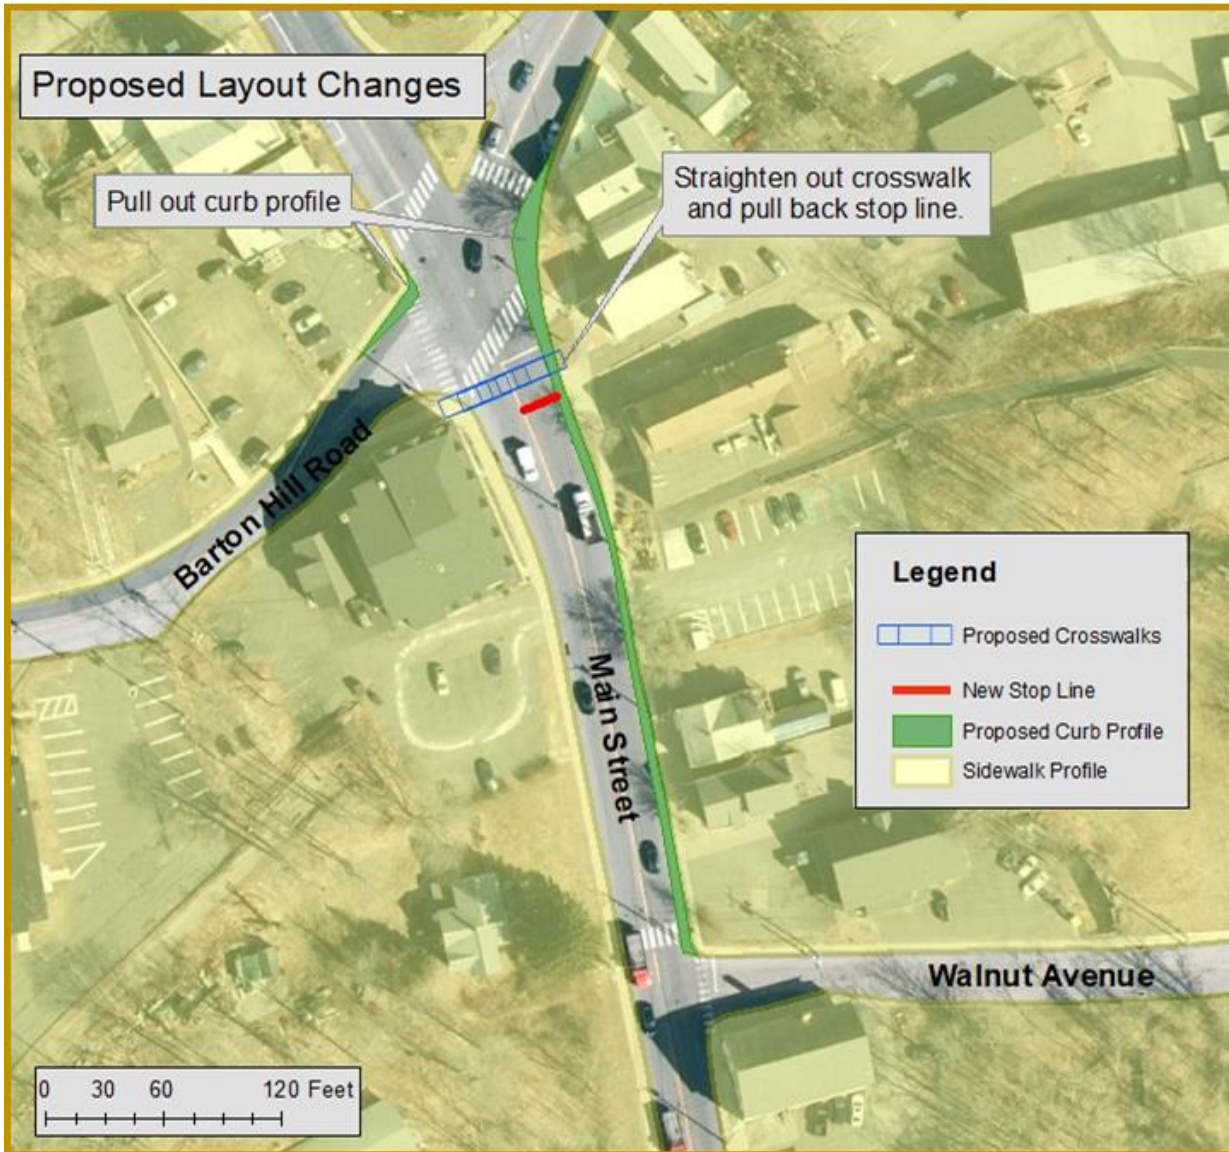 Proposed Layout Changes
Pull out curb profile
Straighten out crosswalk
and pull back stop line.
Barton Hill Road
Main Street
Legend
Proposed Crosswalks
New Stop Line
Proposed Curb Profile
Sidewalk Profile
Walnut Avenue
0 30 60 120 Feet